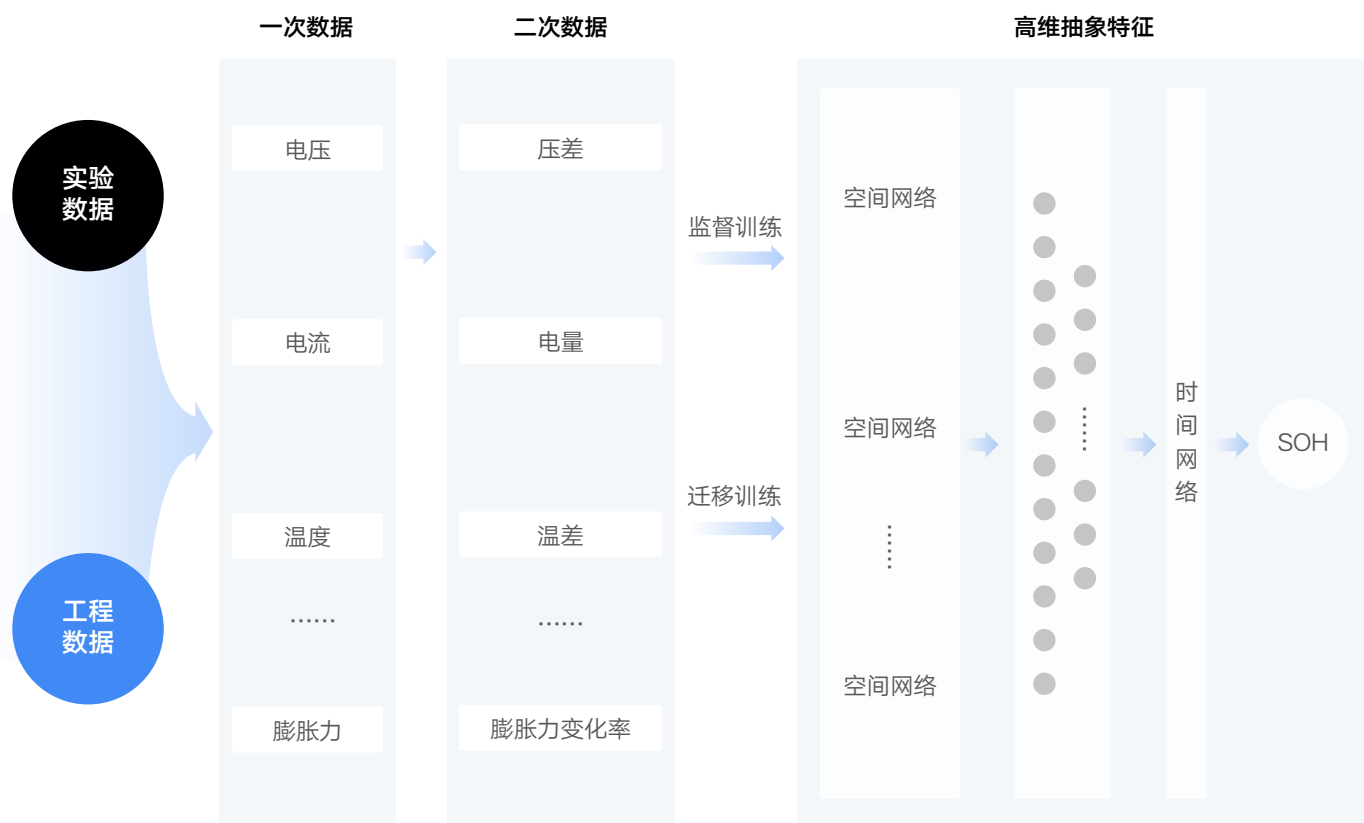 一次数据
二次数据
高维抽象特征
实验
数据
工程
数据
电压
电流
温度
······
膨胀力
压差
电量
温差
······
膨胀力变化率
监督训练
迁移训练
空间网络
空间网络
······
空间网络
······
时
间
网
络
SOH